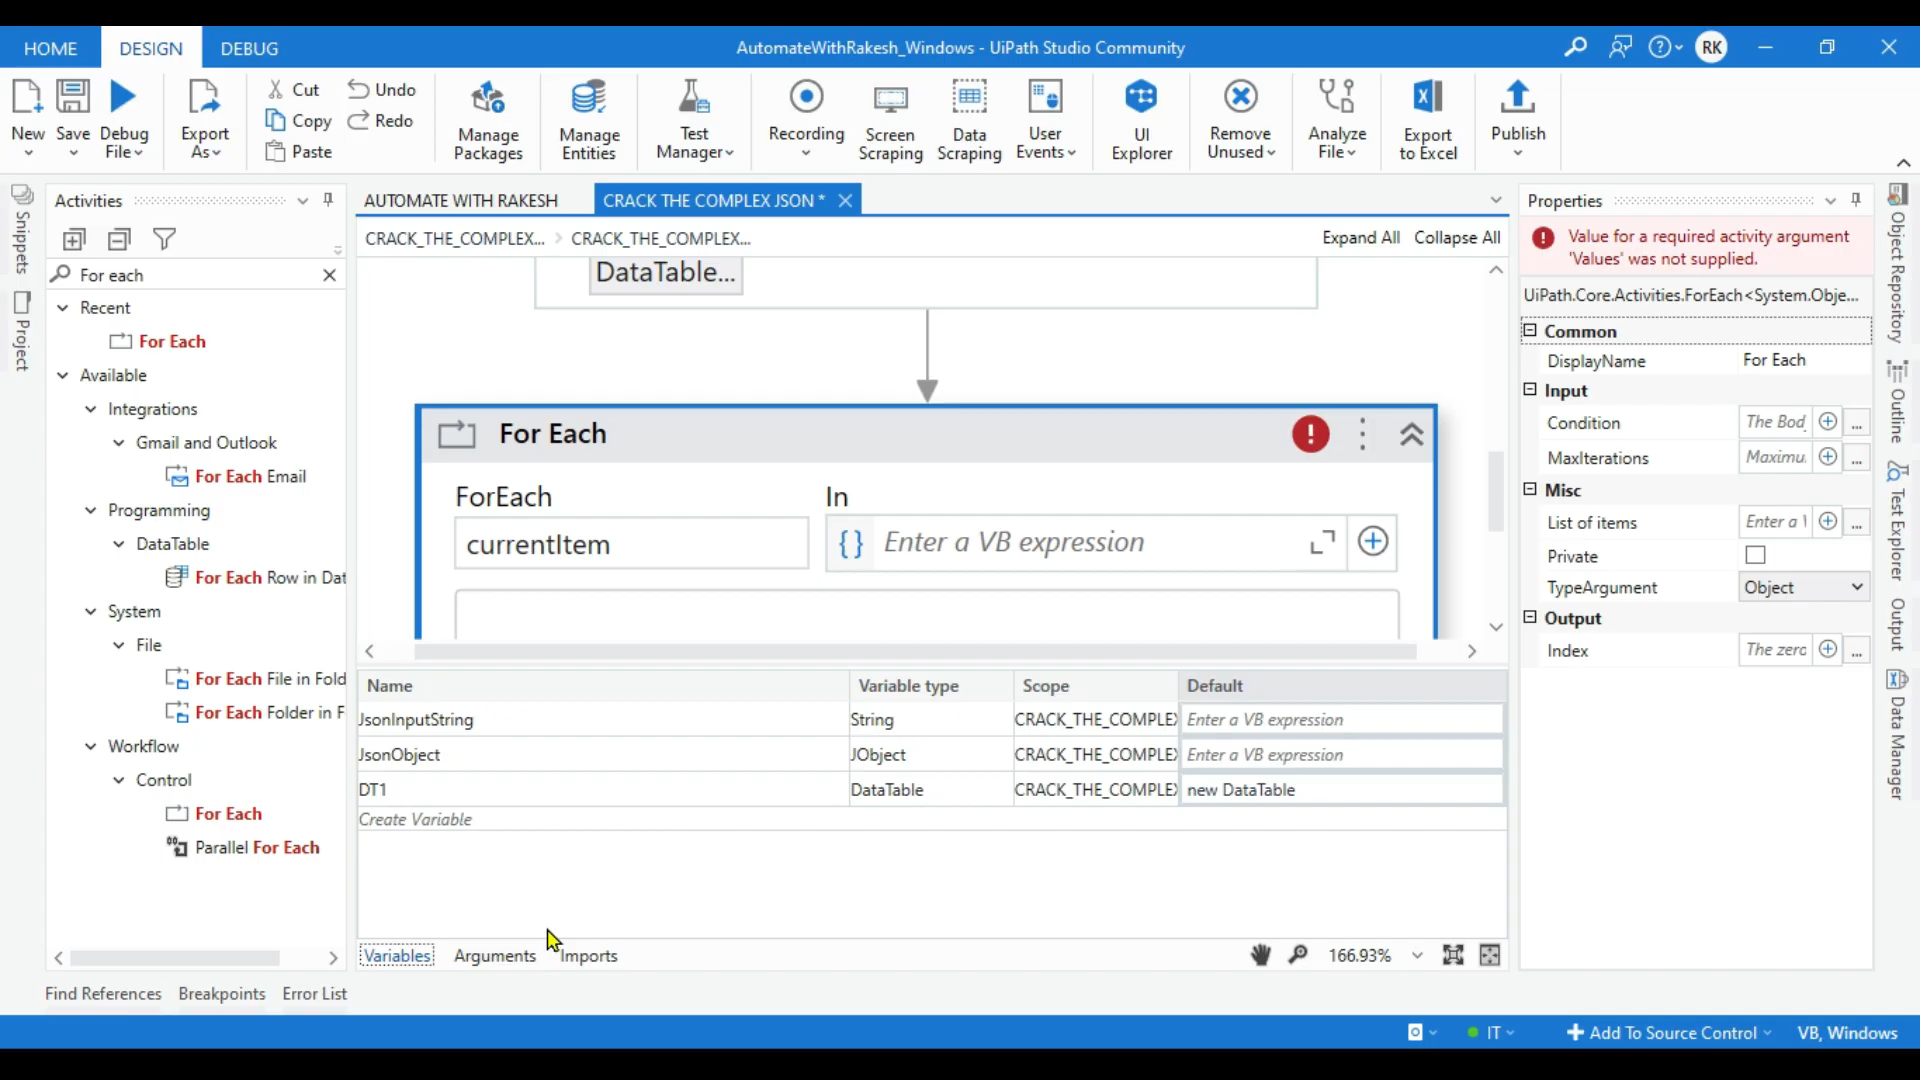 HOME
DESIGN
DEBUG
AutomateWithRakesh_Windows - UiPath Studio Community
RK
New
Save
Debug
File
Export
As
Cut
Copy
Paste
Undo
Redo
Manage
Packages
Manage
Entities
Test
Manager
Recording
Screen
Scraping
Data
Scraping
User
Events
UI
Explorer
Remove
Unused
Analyze
File
Export
to Excel
Publish
Snippets
Project
Activities
For each
Recent
For Each
Available
Integrations
Gmail and Outlook
For Each Email
Programming
DataTable
For Each Row in Dat
System
File
For Each File in Fold
For Each Folder in F
Workflow
Control
For Each
Parallel For Each
AUTOMATE WITH RAKESH
CRACK THE COMPLEX JSON *
CRACK_THE_COMPLEX...
CRACK_THE_COMPLEX...
Expand All
Collapse All
DataTable...
For Each
ForEach
In
currentItem
{} Enter a VB expression
Name
Variable type
Scope
Default
JsonInputString
String
CRACK_THE_COMPLEX
Enter a VB expression
JsonObject
JObject
CRACK_THE_COMPLEX
Enter a VB expression
DT1
DataTable
CRACK_THE_COMPLEX
new DataTable
Create Variable
Variables
Arguments
Imports
166.93%
Properties
Value for a required activity argument
'Values' was not supplied.
UiPath.Core.Activities.ForEach<System.Obje...
Common
DisplayName
For Each
Input
Condition
The Bod
...
MaxIterations
Maximu
...
Misc
List of items
Enter a
...
Private
TypeArgument
Object
Output
Index
The zero
...
Object Repository
Outline
Test Explorer
Output
Data Manager
Find References
Breakpoints
Error List
IT
Add To Source Control
VB, Windows